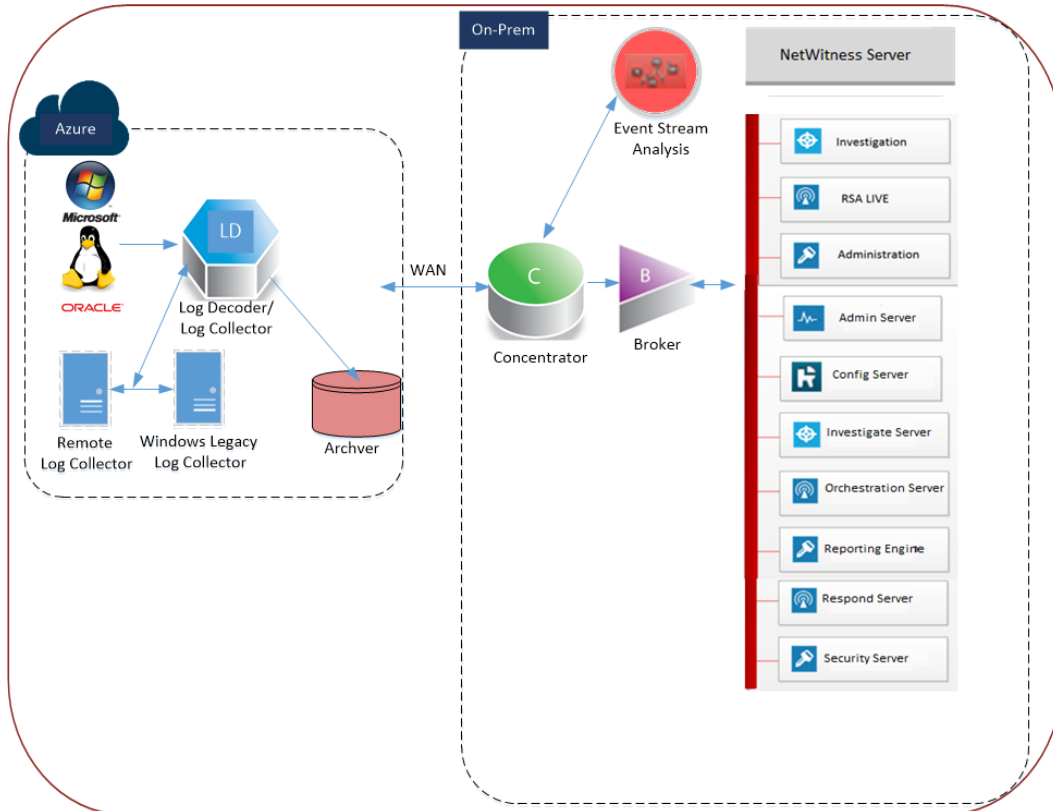 On-Prem
NetWitness Server
Azure
Event Stream
Analysis
Microsoft
LD
ORACLE
Log Decoder/
Log Collector
WAN
C
B
Concentrator
Broker
Remote
Log Collector
Windows Legacy
Log Collector
Archver
Investigation
RSA LIVE
Administration
Admin Server
Config Server
Investigate Server
Orchestration Server
Reporting Engine
Respond Server
Security Server